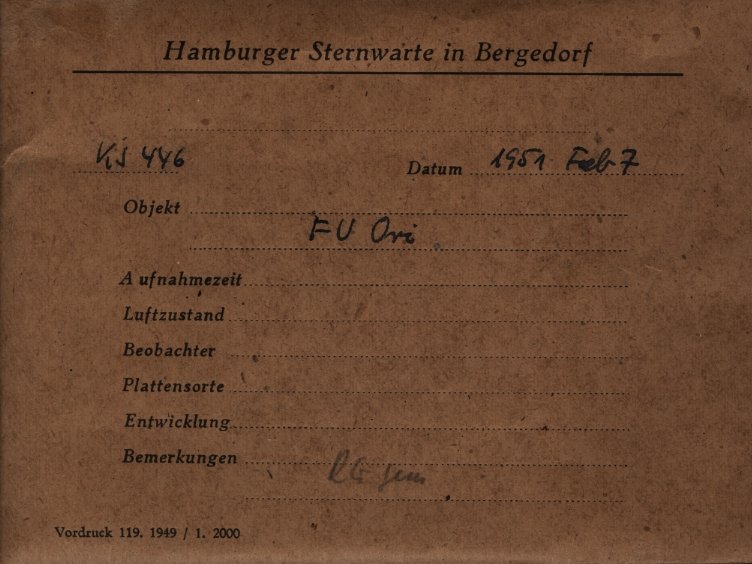 Hamburger Sternwarte in Bergedorf
KS 446 Datum 1951 Feb 7
Objekt
FU Ori
Aufnahmezeit
Luftzustand
Beobachter
Plattensorte
Entwicklung
Bemerkungen
Vordruck 119. 1949 / 1. 2000